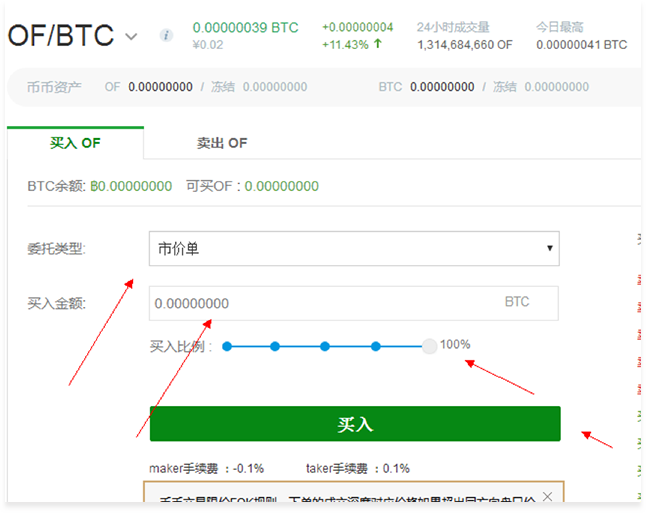 OF/BTC 0.00000039 BTC +0.00000004 24小时成交量 今日最高
¥0.02 +11.43% ↑ 1,314,684,660 OF 0.00000041 BTC
币币资产 OF 0.00000000 / 冻结 0.00000000 BTC 0.00000000 / 冻结 0.00000000
买入 OF 卖出 OF
BTC余额: ฿0.00000000 可买OF : 0.00000000
委托类型: 市价单
买入金额: 0.00000000 BTC
买入比例 : 100%
买入
maker手续费 : -0.1% taker手续费 : 0.1%